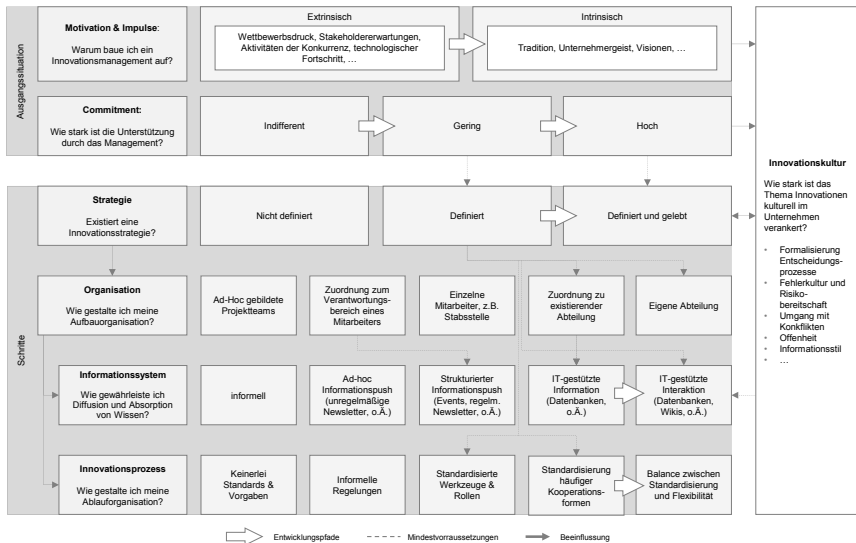 Ausgangssituation
Motivation & Impulse:
Warum baue ich ein
Innovationsmanagement auf?
Extrinsisch
Wettbewerbsdruck, Stakeholdererwartungen,
Aktivitäten der Konkurrenz, technologischer
Fortschritt, …
Intrinsisch
Tradition, Unternehmergeist, Visionen, …
Commitment:
Wie stark ist die Unterstützung
durch das Management?
Indifferent
Gering
Hoch
Schritte
Strategie
Existiert eine
Innovationsstrategie?
Nicht definiert
Definiert
Definiert und gelebt
Organisation
Wie gestalte ich meine
Aufbauorganisation?
Ad-Hoc gebildete
Projektteams
Zuordnung zum
Verantwortungs-
bereich eines
Mitarbeiters
Einzelne
Mitarbeiter, z.B.
Stabsstelle
Zuordnung zu
existierender
Abteilung
Eigene Abteilung
Informationssystem
Wie gewährleiste ich
Diffusion und Absorption
von Wissen?
informell
Ad-hoc
Informationspush
(unregelmäßige
Newsletter, o.Ä.)
Strukturierter
Informationspush
(Events, regelm.
Newsletter, o.Ä.)
IT-gestützte
Information
(Datenbanken,
o.Ä.)
IT-gestützte
Interaktion
(Datenbanken,
Wikis, o.Ä.)
Innovationsprozess
Wie gestalte ich meine
Ablauforganisation?
Keinerlei
Standards &
Vorgaben
Informelle
Regelungen
Standardisierte
Werkzeuge &
Rollen
Standardisierung
häufiger
Kooperations-
formen
Balance zwischen
Standardisierung
und Flexibilität
Innovationskultur
Wie stark ist das
Thema Innovationen
kulturell im
Unternehmen
verankert?
• Formalisierung
Entscheidungs-
prozesse
• Fehlerkultur und
Risiko-
bereitschaft
• Umgang mit
Konkflikten
• Offenheit
• Informationsstil
• …
Entwicklungspfade
Mindestvorraussetzungen
Beeinflussung